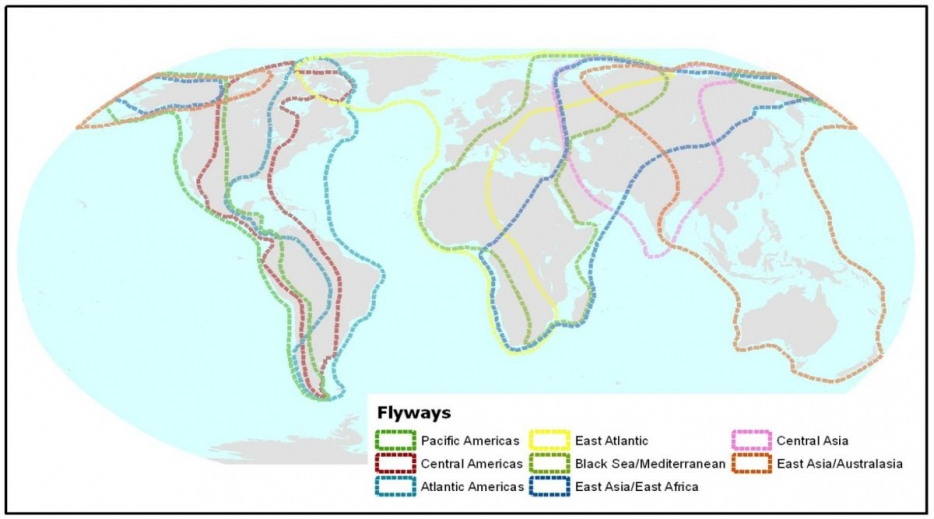 Flyways
Pacific Americas
East Atlantic
Central Asia
Central Americas
Black Sea/Mediterranean
East Asia/Australasia
Atlantic Americas
East Asia/East Africa